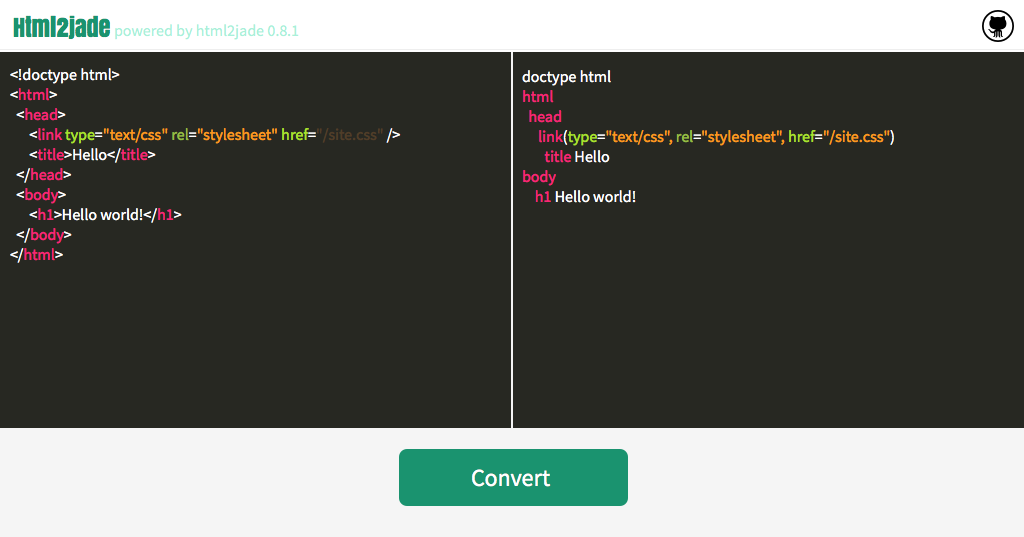 Html2jade powered by html2jade 0.8.1
<!doctype html>
<html>
<head>
<link type="text/css" rel="stylesheet" href="/site.css" />
<title>Hello</title>
</head>
<body>
<h1>Hello world!</h1>
</body>
</html>
doctype html
html
head
link(type="text/css", rel="stylesheet", href="/site.css")
title Hello
body
h1 Hello world!
Convert